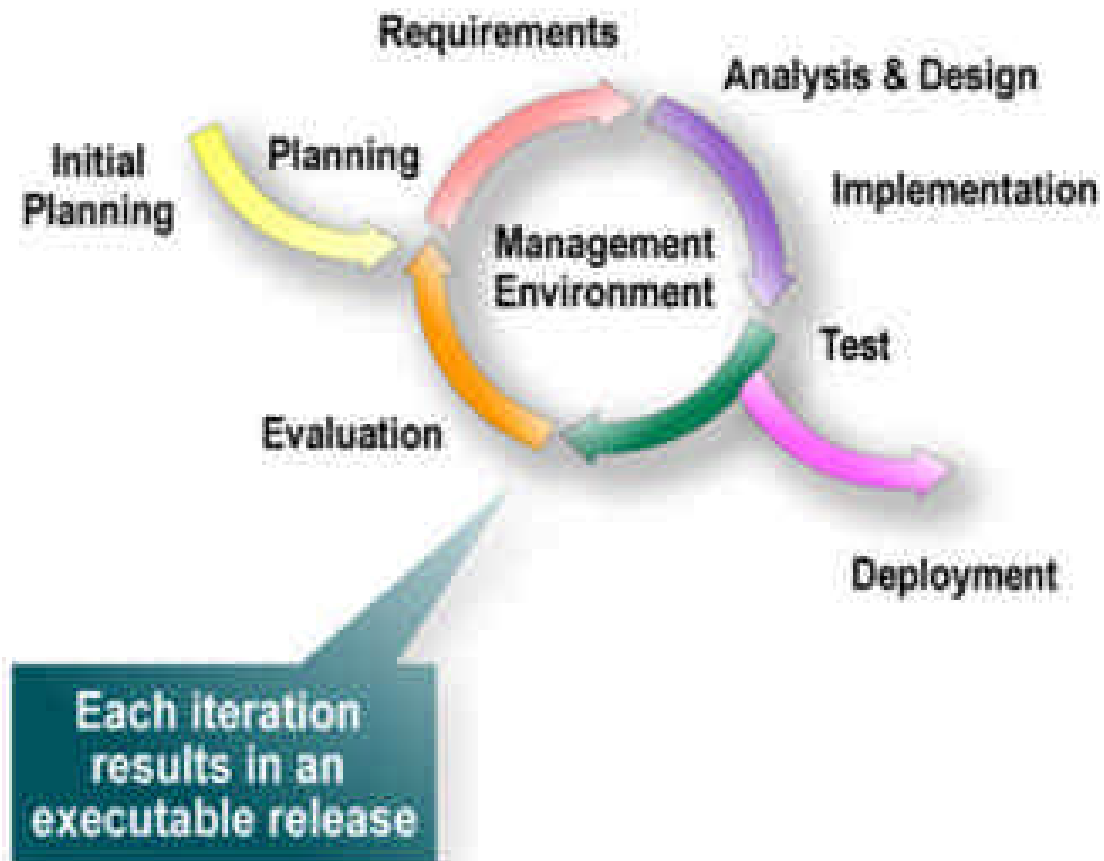 Requirements
Analysis & Design
Planning
Initial
Planning
Implementation
Management
Environment
Test
Evaluation
Deployment
Each iteration
results in an
executable release